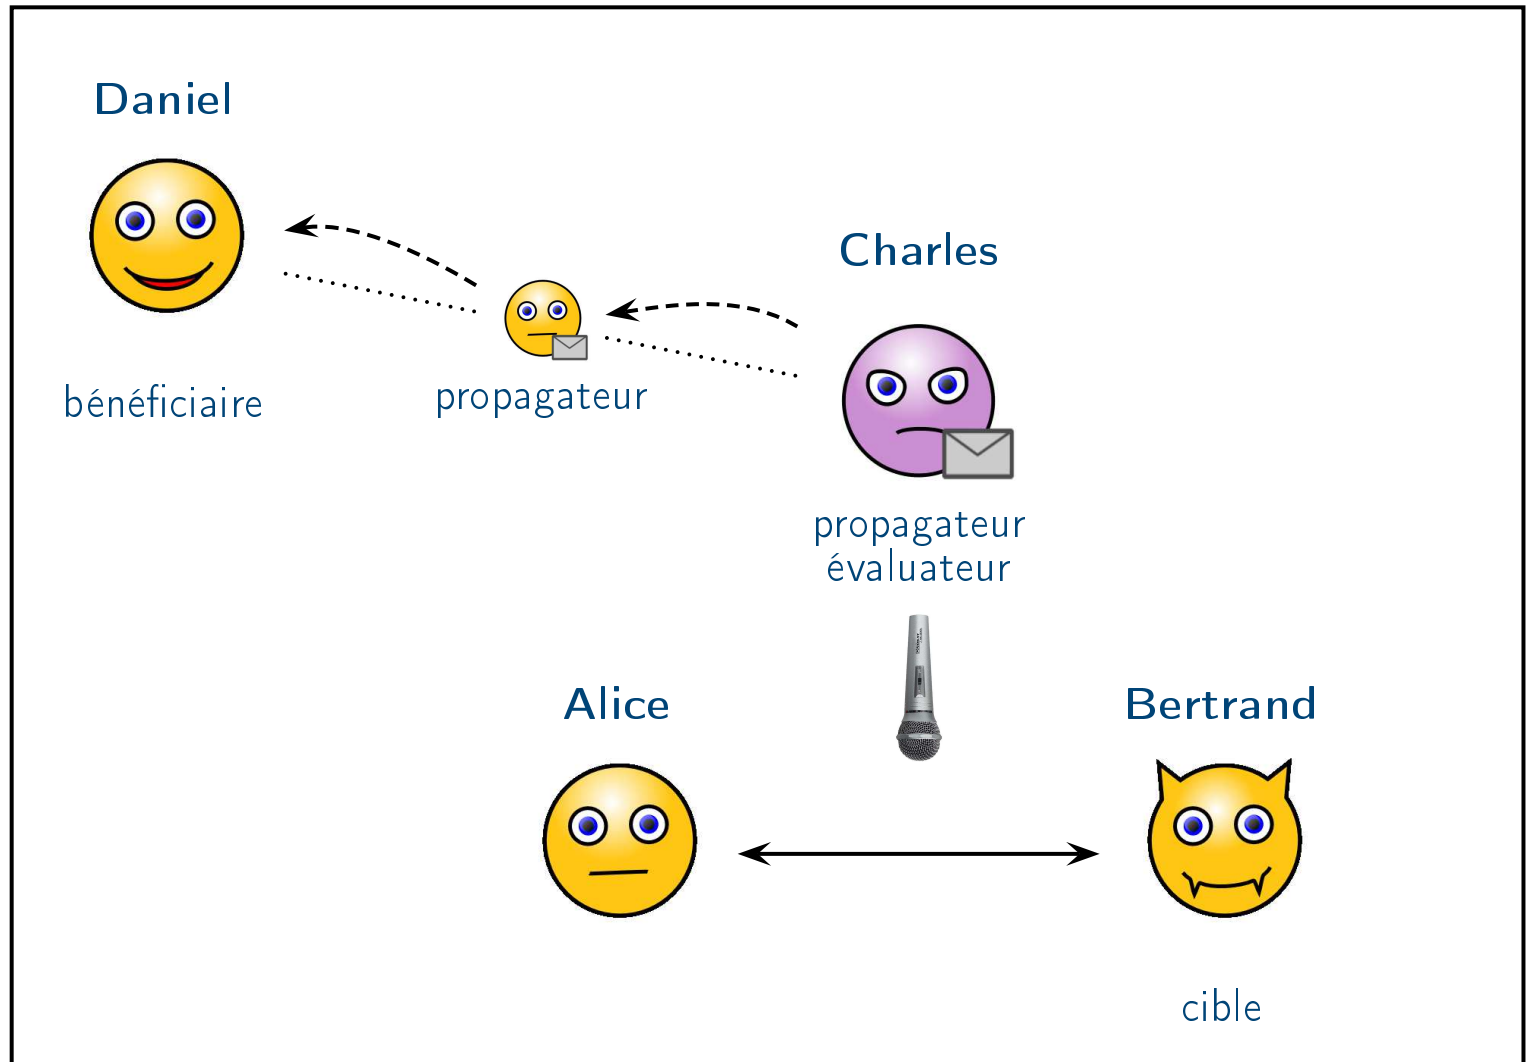 Daniel
Charles
bénéficiaire
propagateur
propagateur
évaluateur
Alice
Bertrand
cible